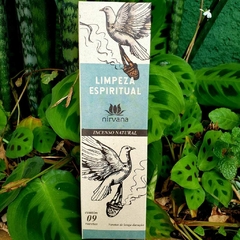 LIMPEZA
ESPIRITUAL
nirvana
INCENSO NATURAL
09